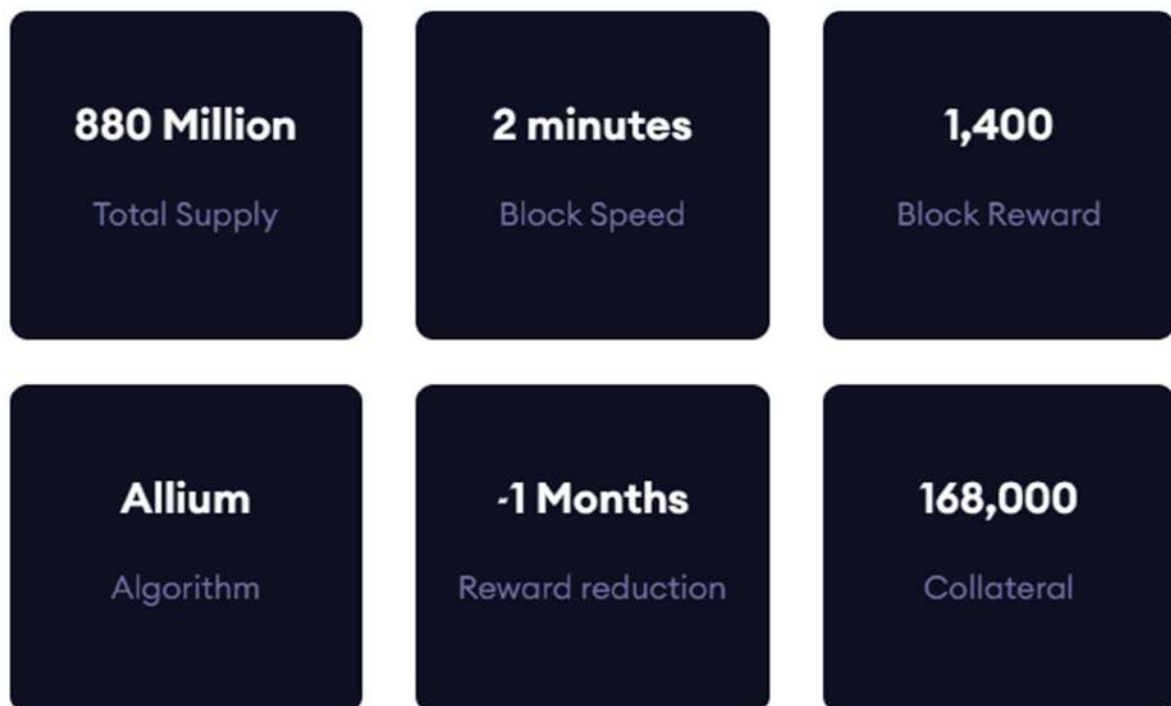 880 Million
2 minutes
1,400
Total Supply
Block Speed
Block Reward
Allium
-1 Months
168,000
Algorithm
Reward reduction
Collateral